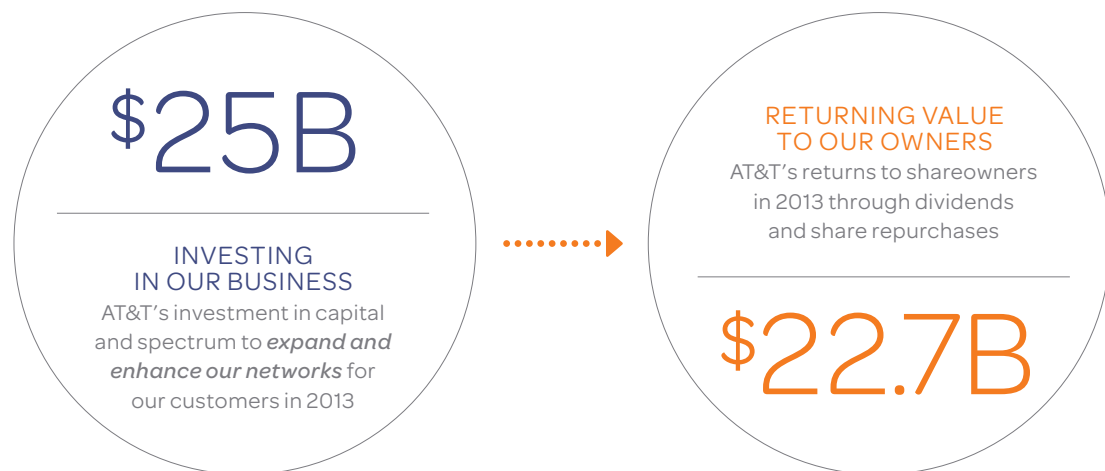 $25B
INVESTING
IN OUR BUSINESS
AT&T's investment in capital
and spectrum to expand and
enhance our networks for
our customers in 2013
RETURNING VALUE
TO OUR OWNERS
AT&T's returns to shareowners
in 2013 through dividends
and share repurchases
$22.7B